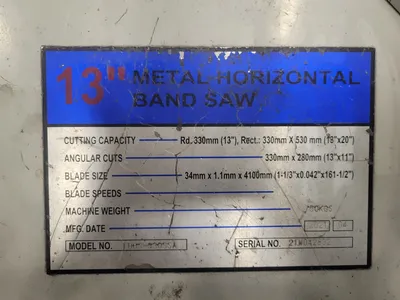 13" METAL-HORIZONTAL
BAND SAW
CUTTING CAPACITY Rd. 330mm (13"), Rect.: 330mm X 530 mm (18"x20")
ANGULAR CUTS 330mm x 280mm (13"x11")
BLADE SIZE 34mm x 1.1mm x 4100mm (1-1/3"x0.042"x161-1/2")
BLADE SPEEDS
MACHINE WEIGHT
MFG. DATE
MODEL NO.
SERIAL NO.